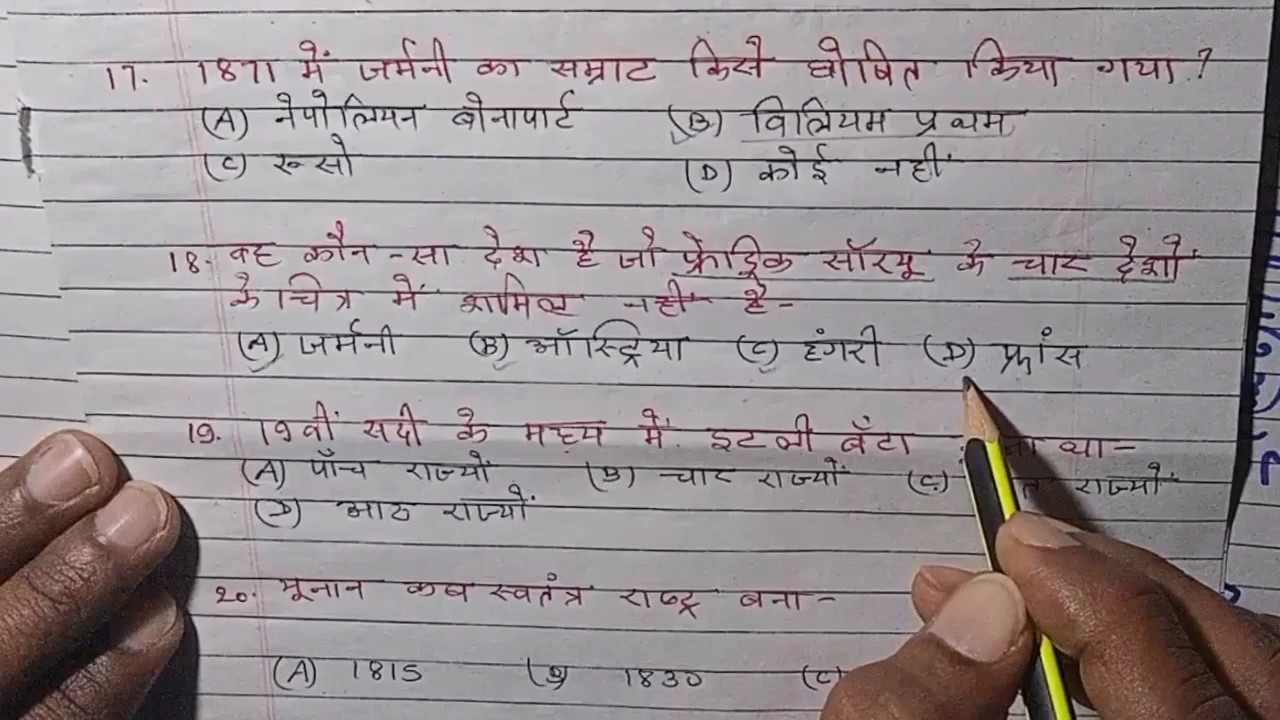 17. 1871 में जर्मनी का सम्राट किसे घोषित किया गया?
(A) नेपोलियन बोनापार्ट (B) विलियम प्रथम
(C) रूसो (D) कोई नहीं
18. वह कौन-सा देश है जो फ्रेड्रिक सॉरयू के चार देशों
के चित्र में शामिल नहीं है-
(A) जर्मनी (B) ऑस्ट्रिया (C) हंगरी (D) फ्रांस
19. 19वीं सदी के मध्य में इटली बँटा था-
(A) पाँच राज्यों (B) चार राज्यों (C) राज्यों
(D) आठ राज्यों
20. यूनान कब स्वतंत्र राष्ट्र बना-
(A) 1815 (B) 1830 (C)